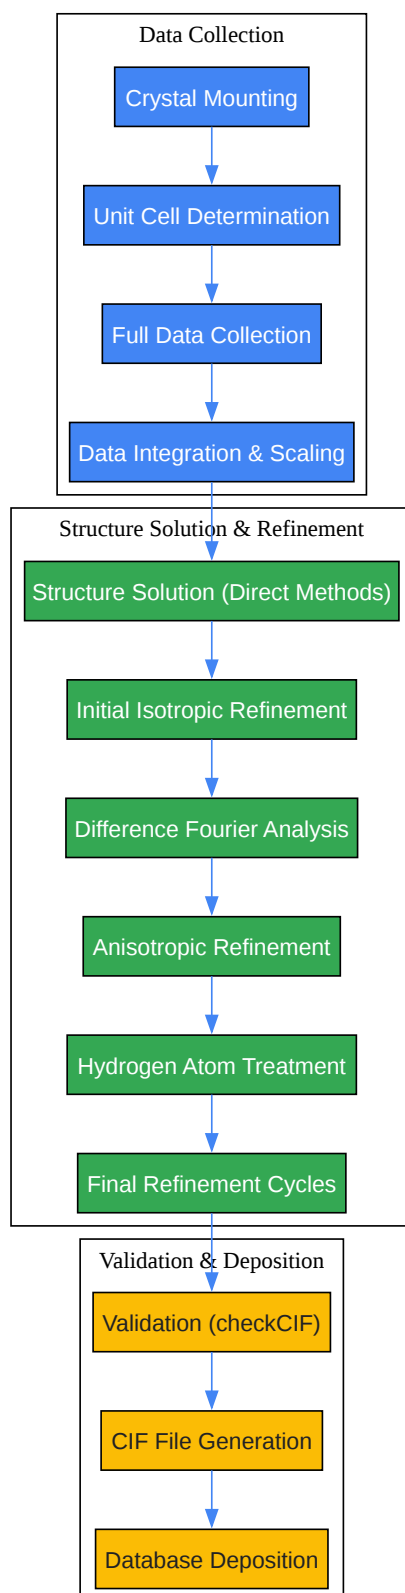 Data Collection
Crystal Mounting
Unit Cell Determination
Full Data Collection
Data Integration & Scaling
Structure Solution & Refinement
Structure Solution (Direct Methods)
Initial Isotropic Refinement
Difference Fourier Analysis
Anisotropic Refinement
Hydrogen Atom Treatment
Final Refinement Cycles
Validation & Deposition
Validation (checkCIF)
CIF File Generation
Database Deposition